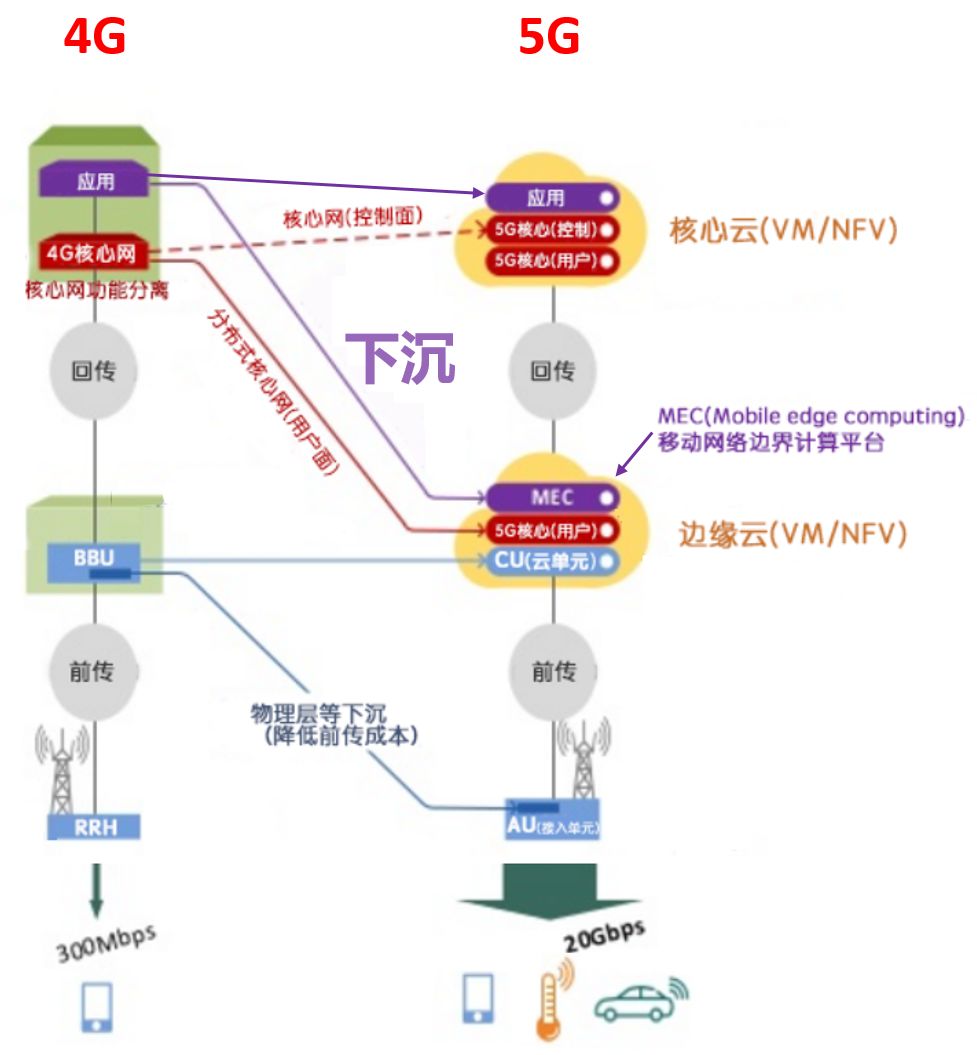 4G
5G
应用
应用
核心网(控制面)
5G核心(控制)
核心云(VM/NFV)
4G核心网
5G核心(用户)
核心网功能分离
分布式核心网(用户面)
下沉
回传
回传
MEC(Mobile edge computing)
移动网络边界计算平台
MEC
5G核心(用户)
边缘云(VM/NFV)
BBU
CU(云单元)
前传
前传
物理层等下沉
(降低前传成本)
RRH
AU(接入单元)
300Mbps
20Gbps